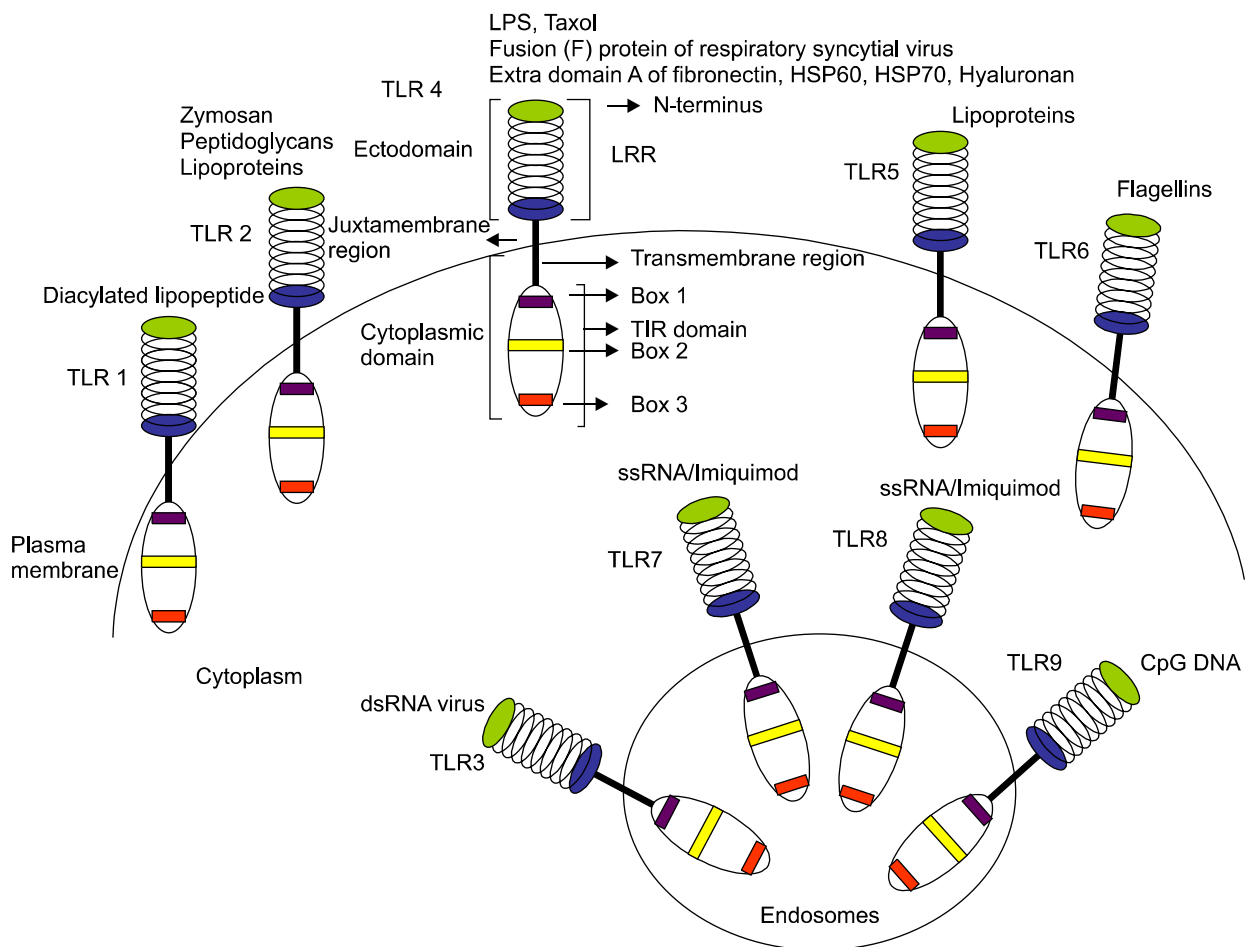 LPS, Taxol
Fusion (F) protein of respiratory syncytial virus
Extra domain A of fibronectin, HSP60, HSP70, Hyaluronan
TLR 4
N-terminus
Ectodomain
LRR
Zymosan
Peptidoglycans
Lipoproteins
TLR 2
Juxtamembrane
region
Transmembrane region
Lipoproteins
TLR5
Flagellins
TLR6
Diacylated lipopeptide
TLR 1
Cytoplasmic
domain
Box 1
TIR domain
Box 2
Box 3
Plasma
membrane
Cytoplasm
ssRNA/Imiquimod
TLR7
ssRNA/Imiquimod
TLR8
dsRNA virus
TLR3
TLR9
CpG DNA
Endosomes